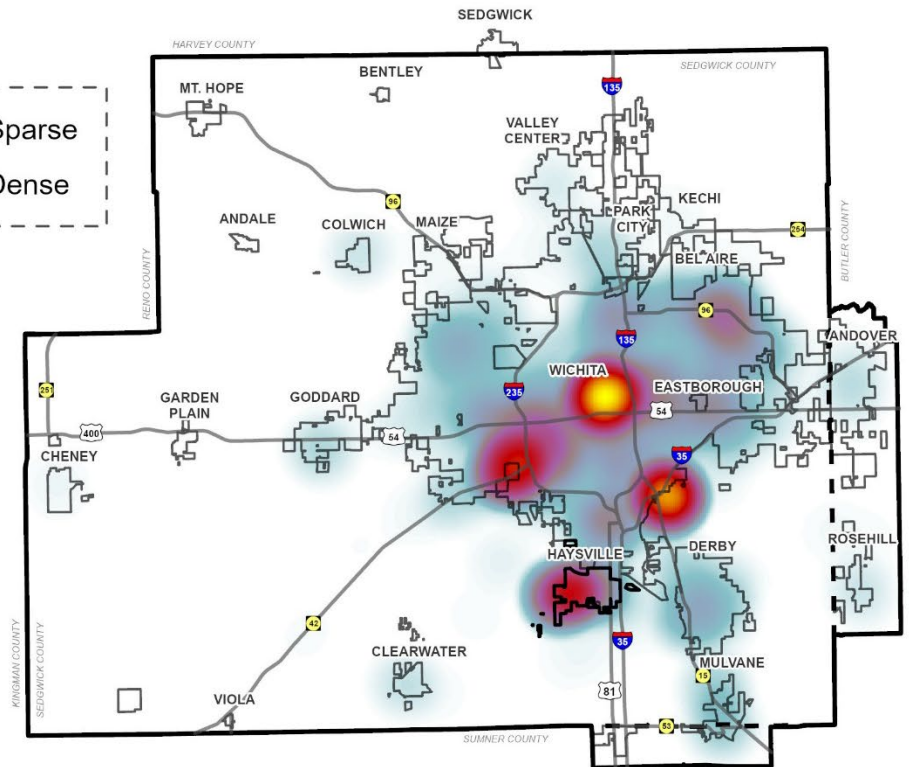 SEDGWICK
HARVEY COUNTY
SEDGWICK COUNTY
BENTLEY
MT. HOPE
135
Sparse
Dense
VALLEY
CENTER
96
KECHI
PARK
CITY
ANDALE
COLWICH
MAIZE
254
BEL AIRE
RENO COUNTY
BUTLER COUNTY
96
135
ANDOVER
WICHITA
EASTBOROUGH
251
235
GARDEN
PLAIN
GODDARD
54
400
54
CHENEY
35
HAYSVILLE
DERBY
ROSEHILL
42
35
CLEARWATER
MULVANE
15
KINGMAN COUNTY
SEDGWICK COUNTY
81
VIOLA
53
SUMNER COUNTY